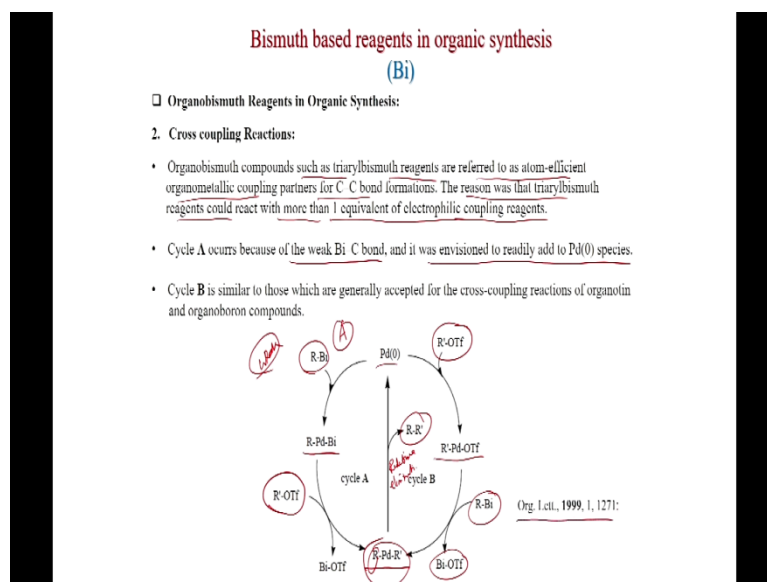 Bismuth based reagents in organic synthesis
(Bi)
❑ Organobismuth Reagents in Organic Synthesis:
2. Cross coupling Reactions:
• Organobismuth compounds such as triarylbismuth reagents are referred to as atom-efficient
organometallic coupling partners for C C bond formations. The reason was that triarylbismuth
reagents could react with more than 1 equivalent of electrophilic coupling reagents.
• Cycle A ocurrs because of the weak Bi C bond, and it was envisioned to readily add to Pd(0) species.
• Cycle B is similar to those which are generally accepted for the cross-coupling reactions of organotin
and organoboron compounds.
A
R-Bi
Pd(0)
R'-OTf
R-R'
R-Pd-Bi
R'-Pd-OTf
Reductive
cycle A
cycle B
R'-OTf
R-Bi
Org. Lett., 1999, 1, 1271:
R-Pd-R'
Bi-OTf
Bi-OTf